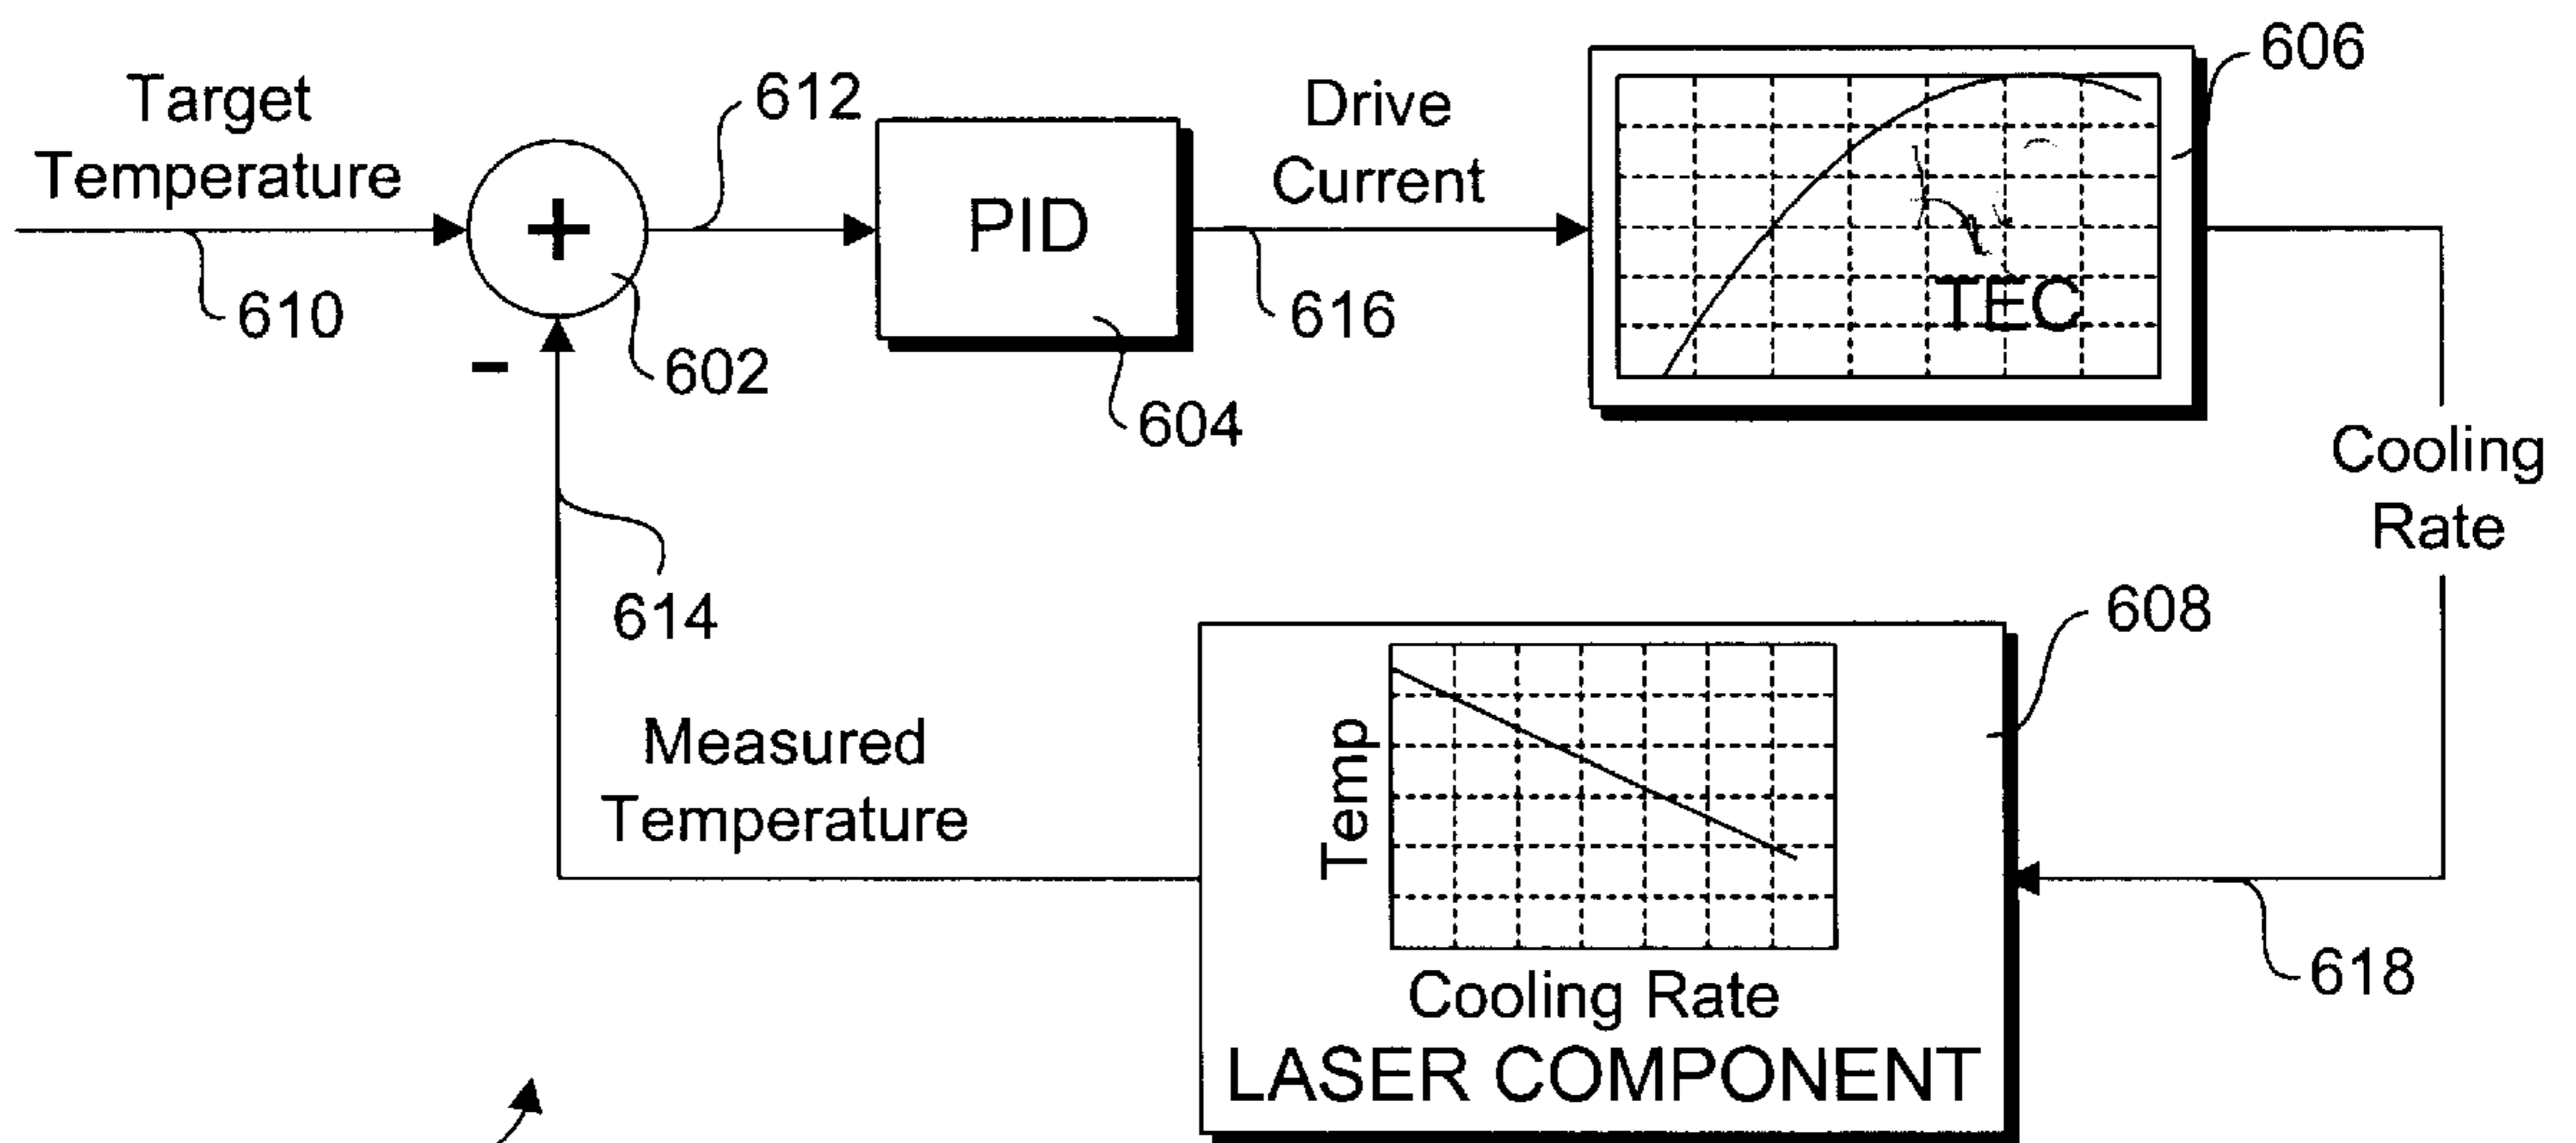 Target
Temperature
610
+
-
602
612
PID
604
Drive
Current
616
TEC
606
Cooling
Rate
618
608
Temp
Cooling Rate
LASER COMPONENT
Measured
Temperature
614